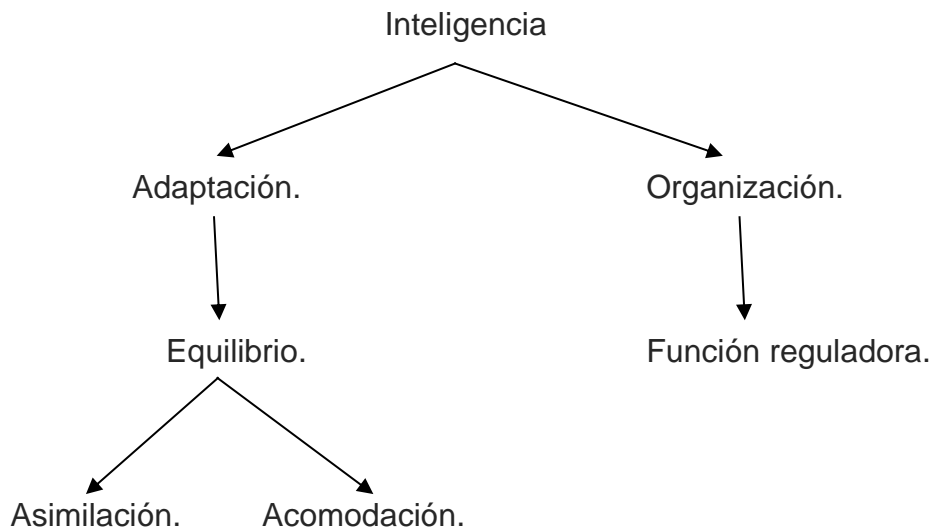 Inteligencia
Adaptación. Organización.
Equilibrio. Función reguladora.
Asimilación. Acomodación.